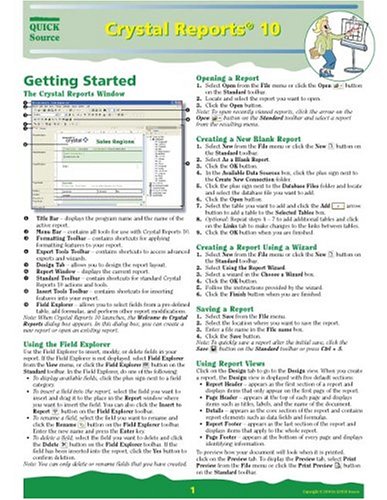 QUICK
Source
Crystal Reports® 10
Getting Started
The Crystal Reports Window
Sales Regions
Title Bar – displays the program name and the name of the
active report.
Menu Bar – contains all tools for use with Crystal Reports 10.
Formatting Toolbar – contains shortcuts for applying
formatting features to your report.
Export Tools Toolbar – contains shortcuts to access advanced
experts and wizards.
Design Tab – allows you to design the report layout.
Report Window – displays the current report.
Standard Toolbar – contains shortcuts for standard Crystal
Reports 10 actions and tools.
Insert Tools Toolbar – contains shortcuts for inserting
features into your report.
Field Explorer – allows you to select fields from a pre-defined
table, add formulas, and perform other report modifications.
Note: When Crystal Reports 10 launches, the Welcome to Crystal
Reports dialog box appears. In this dialog box, you can create a
new report or open an existing report.
Using the Field Explorer
Use the Field Explorer to insert, modify, or delete fields in your
report. If the Field Explorer is not displayed, select Field Explorer
from the View menu, or click the Field Explorer button on the
Standard toolbar. In the Field Explorer, do one of the following:
• To display available fields, click the plus sign next to a field
category.
• To insert a field into the report, select the field you want to
insert and drag it to the place in the Report window where
you want to insert the field. You can also click the Insert to
Report button on the Field Explorer toolbar.
• To rename a field, select the field you want to rename and
click the Rename button on the Field Explorer toolbar.
Enter the new name and press the Enter key.
• To delete a field, select the field you want to delete and click
the Delete button on the Field Explorer toolbar. If the
field has been inserted into the report, click the Yes button to
confirm deletion.
Note: You can only delete or rename fields that you have created.
Opening a Report
1. Select Open from the File menu or click the Open button
on the Standard toolbar.
2. Locate and select the report you want to open.
3. Click the Open button.
Note: To open recently viewed reports, click the arrow on the
Open button on the Standard toolbar and select a report
from the resulting menu.
Creating a New Blank Report
1. Select New from the File menu or click the New button on
the Standard toolbar.
2. Select As a Blank Report.
3. Click the OK button.
4. In the Available Data Sources box, click the plus sign next to
the Create New Connection folder.
5. Click the plus sign next to the Database Files folder and locate
and select the database file you want to add.
6. Click the Open button.
7. Select the table you want to add and click the Add arrow
button to add a table to the Selected Tables box.
8. Optional: Repeat steps 4 - 7 to add additional tables and click
on the Links tab to make changes to the links between tables.
9. Click the OK button when you are finished.
Creating a Report Using a Wizard
1. Select New from the File menu or click the New button on
the Standard toolbar.
2. Select Using the Report Wizard.
3. Select a wizard in the Choose a Wizard box.
4. Click the OK button.
5. Follow the instructions provided by the wizard.
6. Click the Finish button when you are finished.
Saving a Report
1. Select Save from the File menu.
2. Select the location where you want to save the report.
3. Enter a file name in the File name box.
4. Click the Save button.
Note: To quickly save a report after the initial save, click the
Save button on the Standard toolbar or press Ctrl + S.
Using Report Views
Click on the Design tab to go to the Design view. When you create
a report, the Design view is displayed with five default sections:
• Report Header – appears as the first section of a report and
displays items that only appear on the first page of the report.
• Page Header – appears at the top of each page and displays
items such as titles, labels, and the name of the document.
• Details – appears as the core section of the report and contains
report elements such as data fields and formulas.
• Report Footer – appears as the last section of the report and
displays items that apply to the whole report.
• Page Footer – appears at the bottom of every page and displays
identifying information.
To preview how your document will look when it is printed,
click on the Preview tab. To display the Preview tab, select Print
Preview from the File menu or click the Print Preview button
on the Standard toolbar.
1